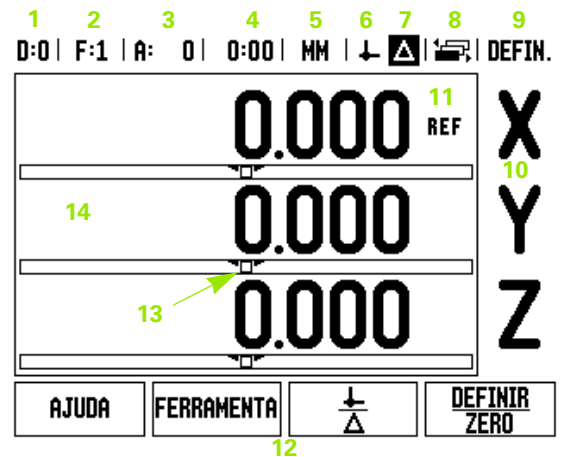 1 2 3 4 5 6 7 8 9
D:0 | F:1 | A: 0 | 0:00 | MM | Δ | DEFIN.
0.000 11 REF X
10
14 0.000 Y
13 0.000 Z
AJUDA FERRAMENTA Δ DEFINIR ZERO
12